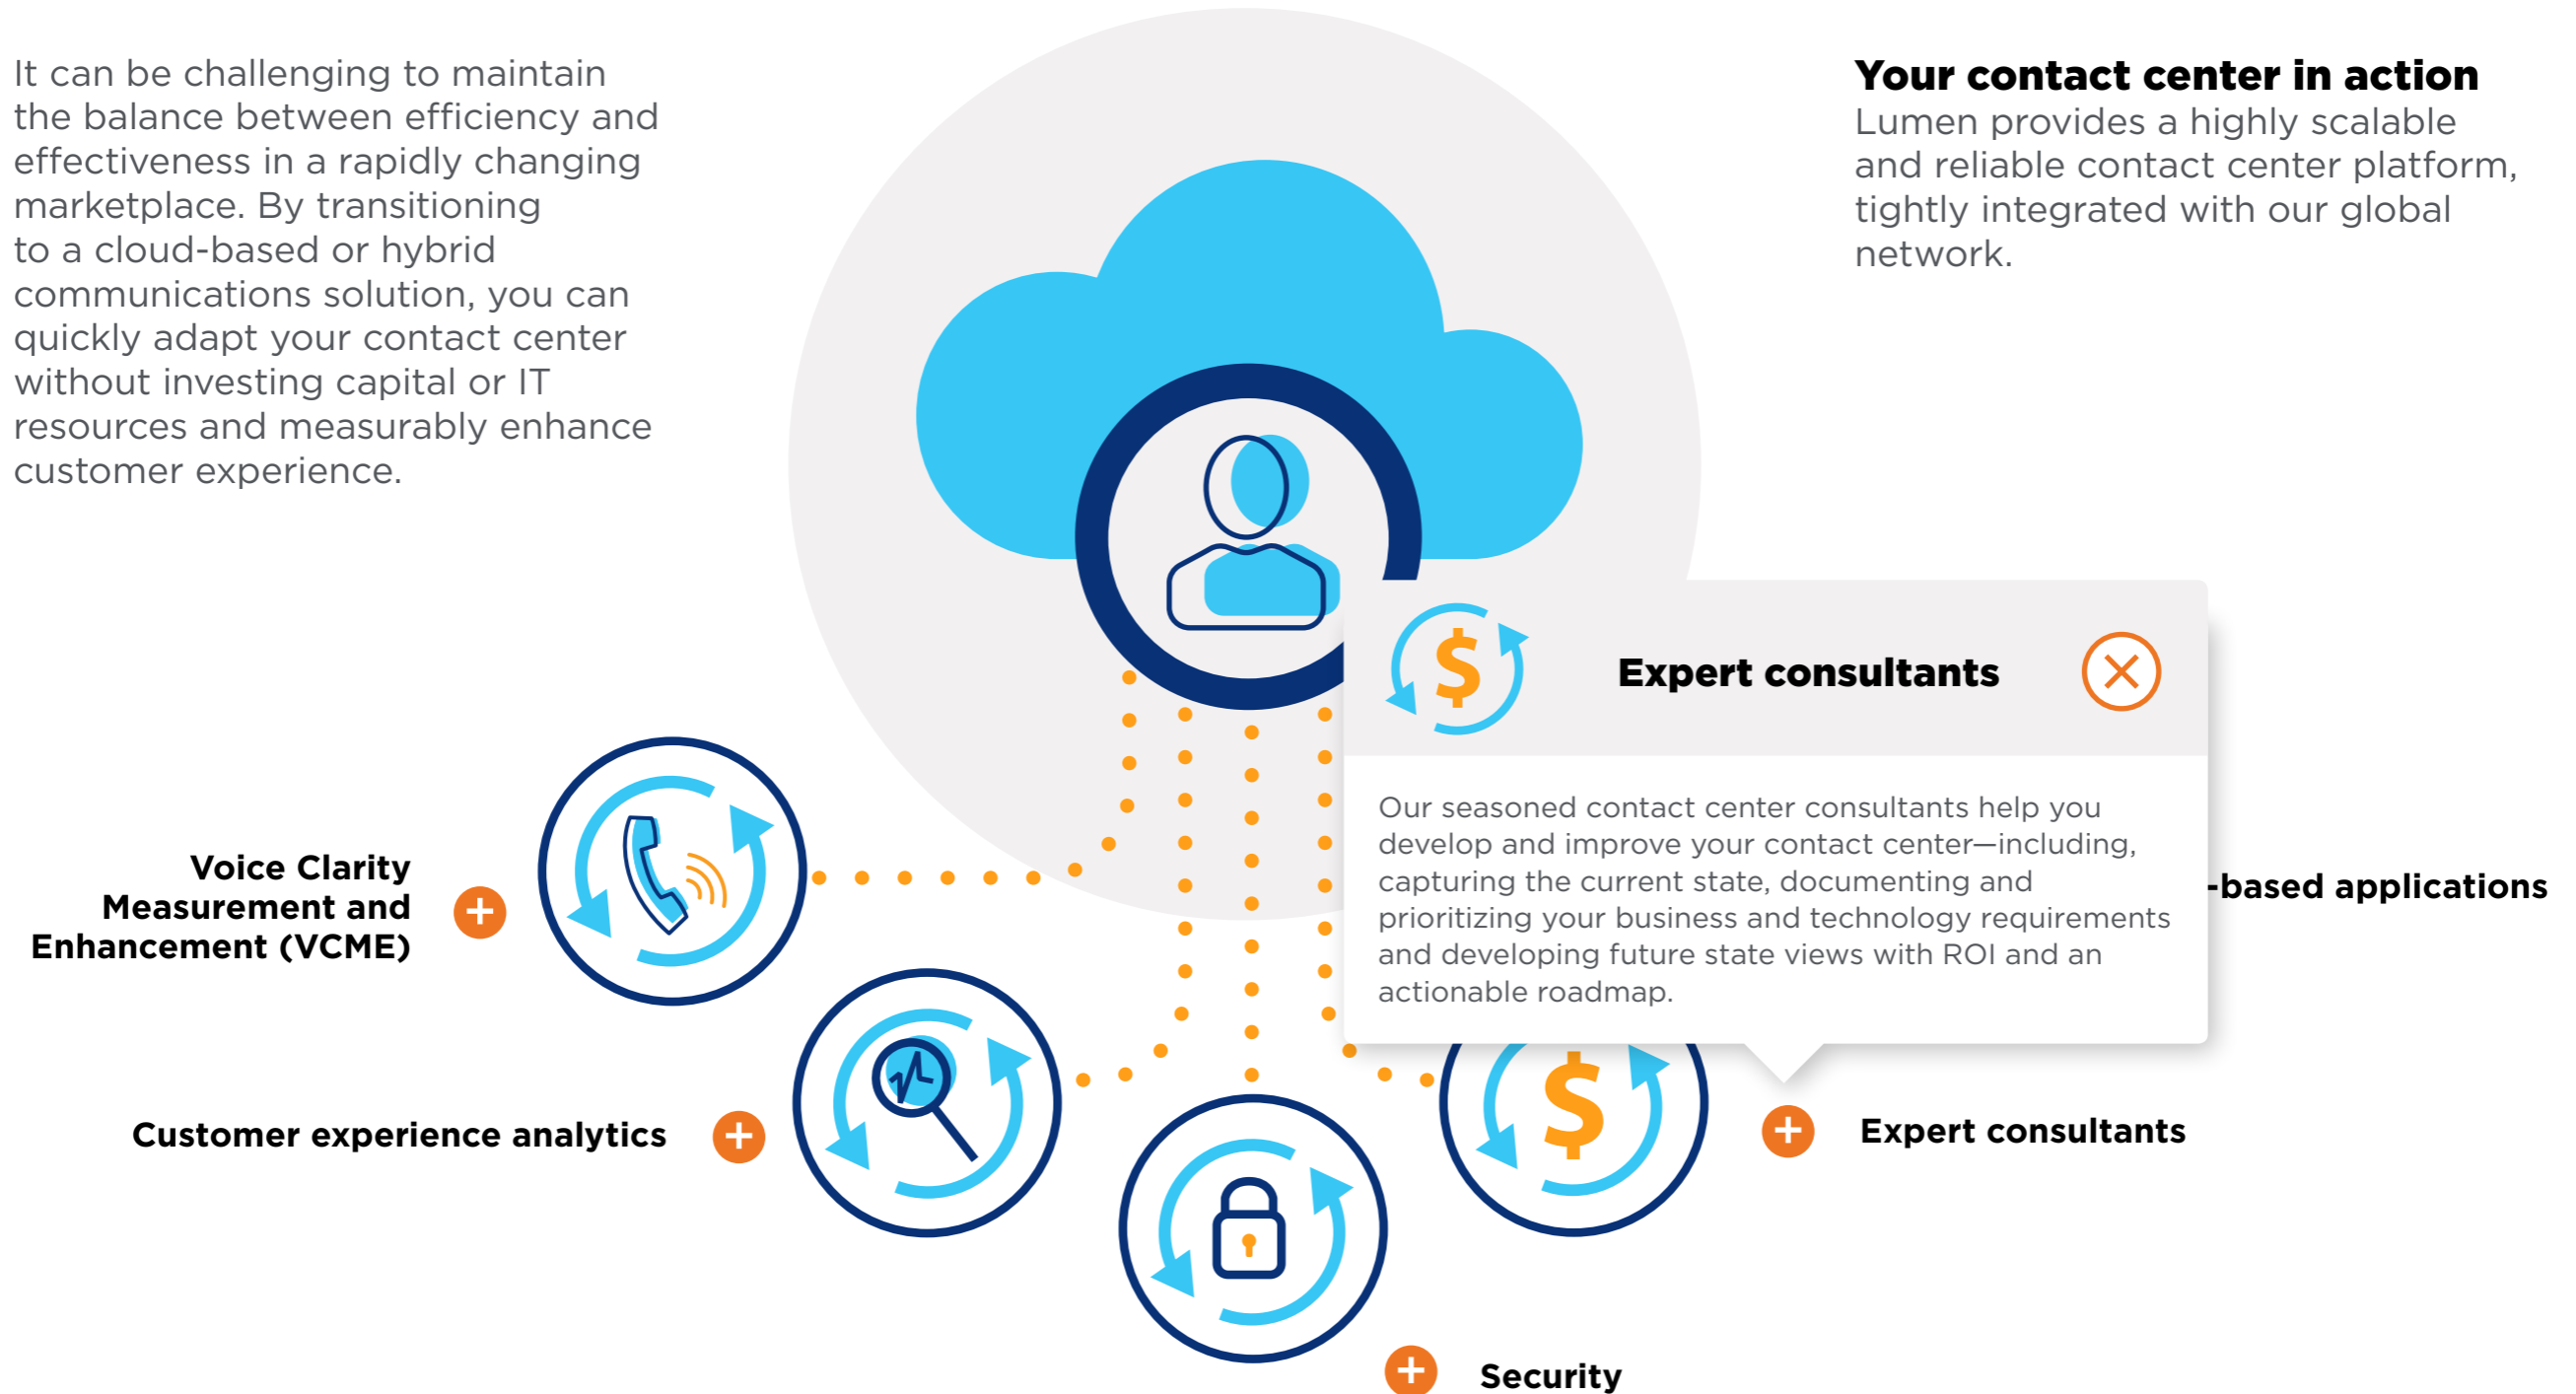 It can be challenging to maintain
the balance between efficiency and
effectiveness in a rapidly changing
marketplace. By transitioning
to a cloud-based or hybrid
communications solution, you can
quickly adapt your contact center
without investing capital or IT
resources and measurably enhance
customer experience.
Your contact center in action
Lumen provides a highly scalable
and reliable contact center platform,
tightly integrated with our global
network.
$
Expert consultants
Our seasoned contact center consultants help you
develop and improve your contact center—including,
capturing the current state, documenting and
prioritizing your business and technology requirements
and developing future state views with ROI and an
actionable roadmap.
Voice Clarity
Measurement and
Enhancement (VCME)
-based applications
Customer experience analytics
$
Expert consultants
Security